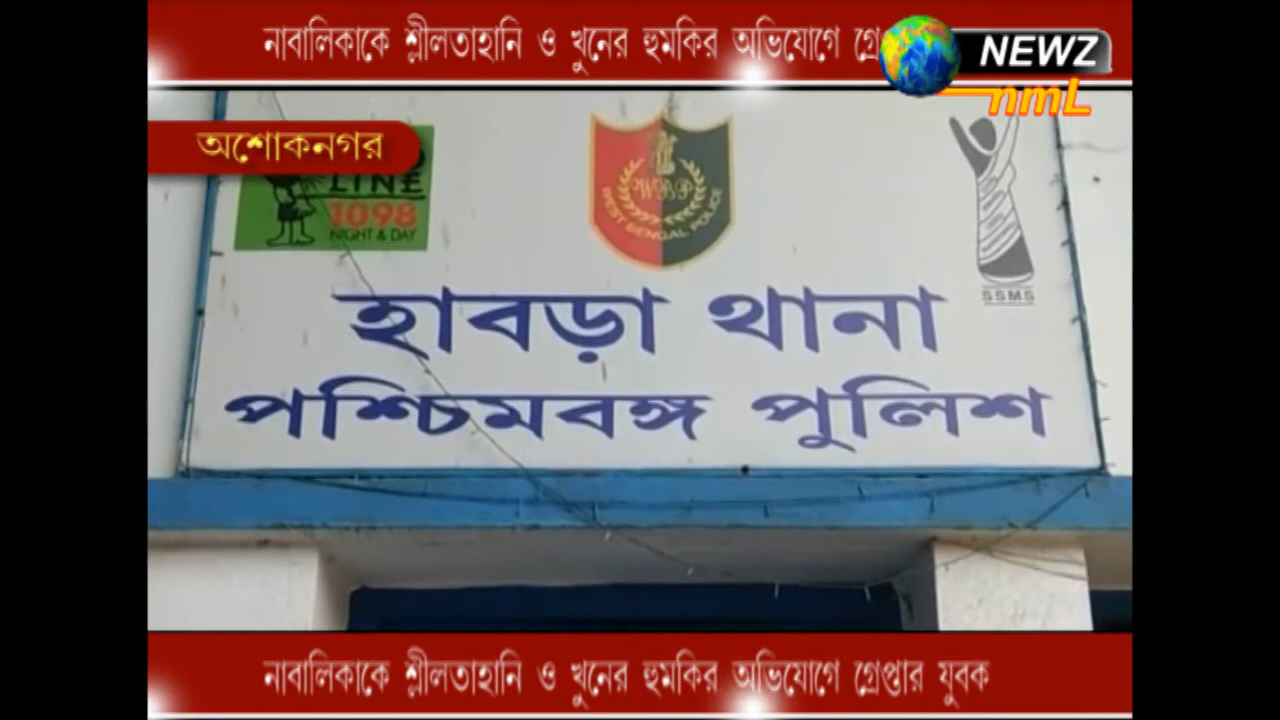 নাবালিকাকে শ্লীলতাহানি ও খুনের হুমকির অভিযোগে গ্রে
NEWZ
nmL
অশোকনগর
LINE
1098
NIGHT & DAY
WEST BENGAL POLICE
SSMS
হাবড়া থানা
পশ্চিমবঙ্গ পুলিশ
নাবালিকাকে শ্লীলতাহানি ও খুনের হুমকির অভিযোগে গ্রেপ্তার যুবক